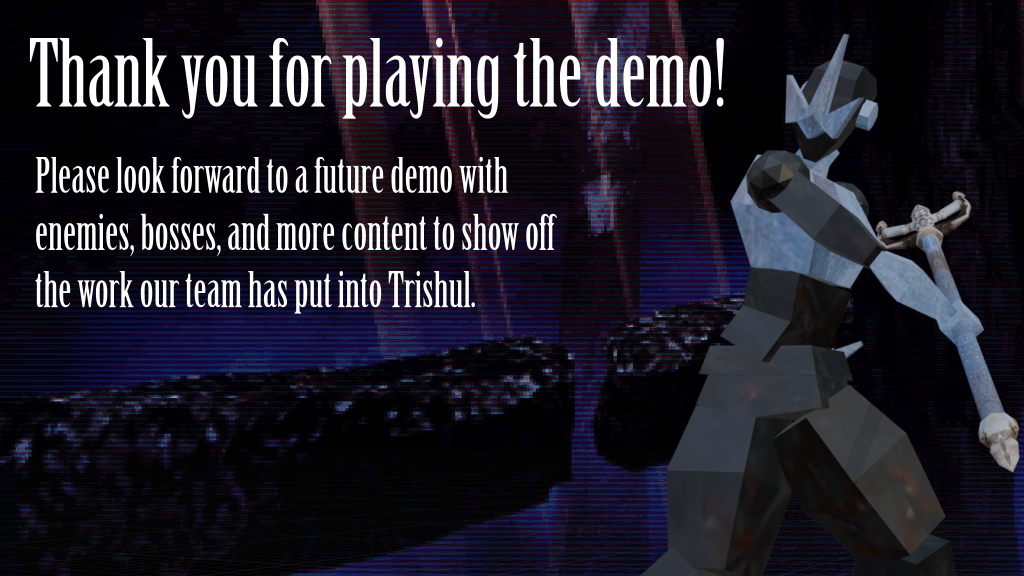 Thank you for playing the demo!
Please look forward to a future demo with
enemies, bosses, and more content to show off
the work our team has put into Trishul.